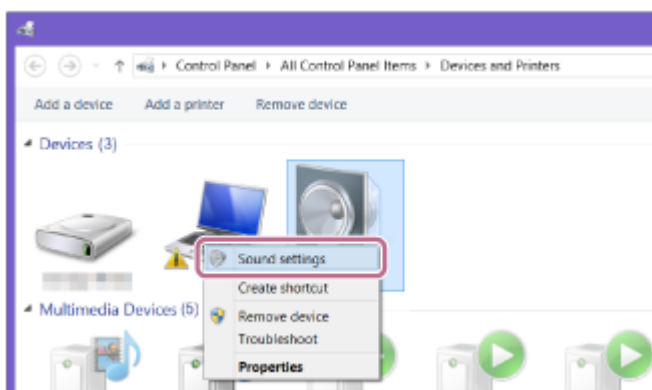 Control Panel ▸ All Control Panel Items ▸ Devices and Printers
Add a device Add a printer Remove device
Devices (3)
Sound settings
Create shortcut
Multimedia Devices (5)
Remove device
Troubleshoot
Properties